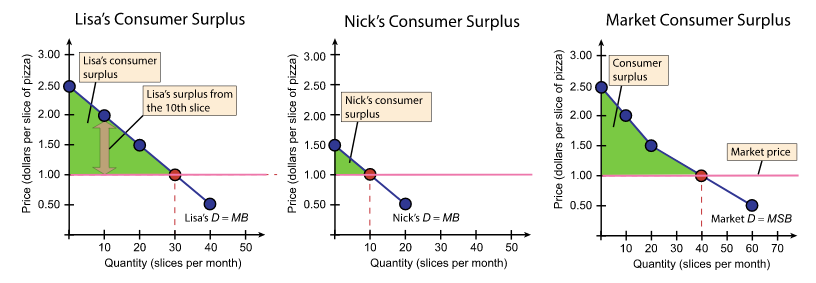 Lisa's Consumer Surplus
Price (dollars per slice of pizza)
3.00
2.50
2.00
1.50
1.00
0.50
Lisa's consumer
surplus
Lisa's surplus from
the 10th slice
Lisa's D = MB
10 20 30 40 50
Quantity (slices per month)
Nick's Consumer Surplus
Price (dollars per slice of pizza)
3.00
2.50
2.00
1.50
1.00
0.50
Nick's consumer
surplus
Nick's D = MB
10 20 30 40 50
Quantity (slices per month)
Market Consumer Surplus
Price (dollars per slice of pizza)
3.00
2.50
2.00
1.50
1.00
0.50
Consumer
surplus
Market price
Market D = MSB
10 20 30 40 50 60 70
Quantity (slices per month)